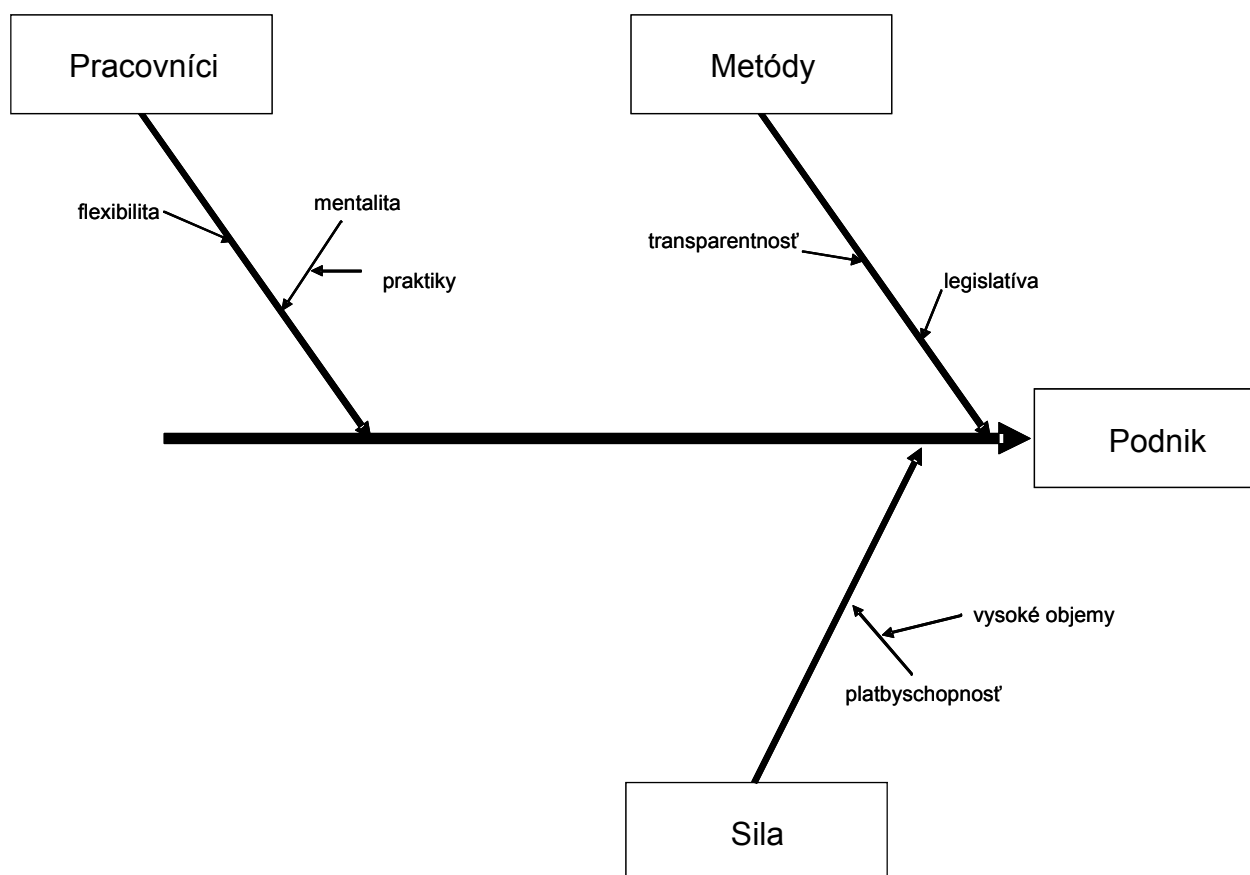 Pracovníci
Metódy
flexibilita
mentalita
praktiky
transparentnosť
legislatíva
Podnik
vysoké objemy
platbyschopnosť
Sila